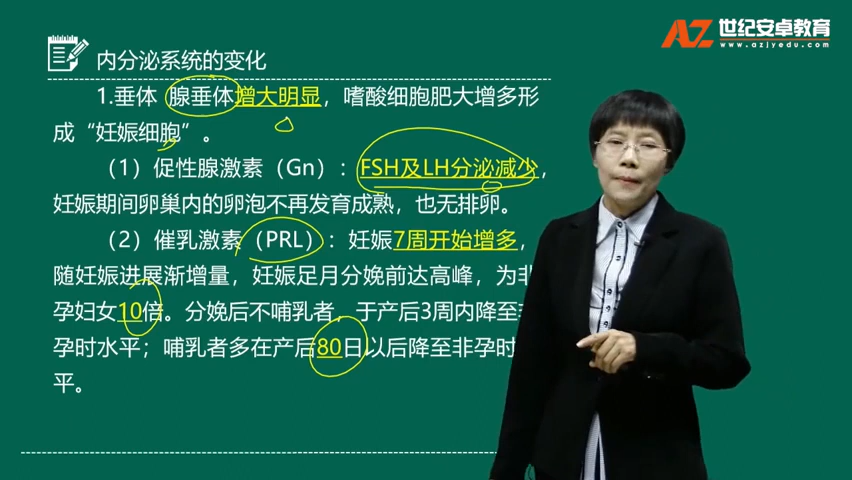 AZ 世纪安卓教育
www.azjyedu.com
内分泌系统的变化
1.垂体 腺垂体增大明显，嗜酸细胞肥大增多形
成“妊娠细胞”。
（1）促性腺激素（Gn）：FSH及LH分泌减少，
妊娠期间卵巢内的卵泡不再发育成熟，也无排卵。
（2）催乳激素（PRL）：妊娠7周开始增多，
随妊娠进展渐增量，妊娠足月分娩前达高峰，为非
孕妇女10倍。分娩后不哺乳者，于产后3周内降至非
孕时水平；哺乳者多在产后80日以后降至非孕时
平。